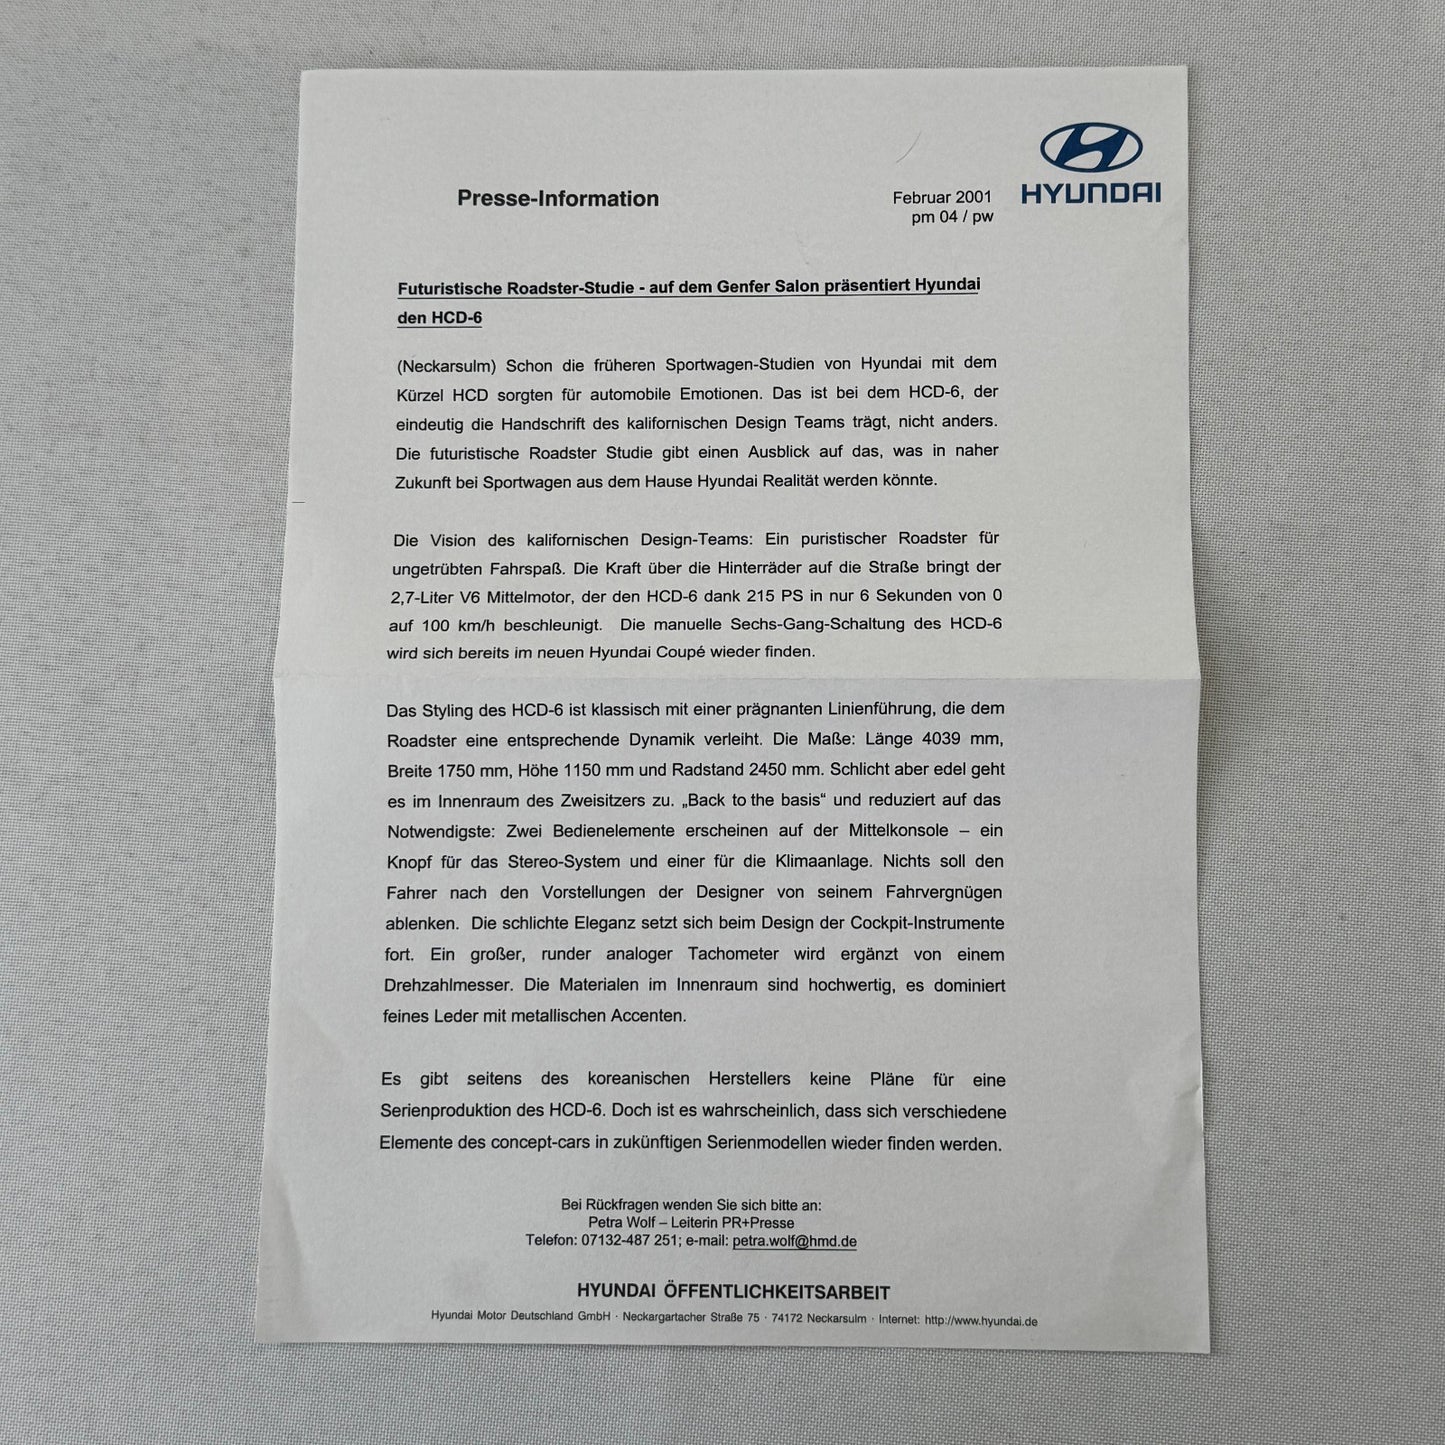 HYUNDAI
Presse-Information
Februar 2001
pm 04 / pw
Futuristische Roadster-Studie - auf dem Genfer Salon präsentiert Hyundai
den HCD-6
(Neckarsulm) Schon die früheren Sportwagen-Studien von Hyundai mit dem
Kürzel HCD sorgten für automobile Emotionen. Das ist bei dem HCD-6, der
eindeutig die Handschrift des kalifornischen Design Teams trägt, nicht anders.
Die futuristische Roadster Studie gibt einen Ausblick auf das, was in naher
Zukunft bei Sportwagen aus dem Hause Hyundai Realität werden könnte.
Die Vision des kalifornischen Design-Teams: Ein puristischer Roadster für
ungetrübten Fahrspaß. Die Kraft über die Hinterräder auf die Straße bringt der
2,7-Liter V6 Mittelmotor, der den HCD-6 dank 215 PS in nur 6 Sekunden von 0
auf 100 km/h beschleunigt. Die manuelle Sechs-Gang-Schaltung des HCD-6
wird sich bereits im neuen Hyundai Coupé wieder finden.
Das Styling des HCD-6 ist klassisch mit einer prägnanten Linienführung, die dem
Roadster eine entsprechende Dynamik verleiht. Die Maße: Länge 4039 mm,
Breite 1750 mm, Höhe 1150 mm und Radstand 2450 mm. Schlicht aber edel geht
es im Innenraum des Zweisitzers zu. „Back to the basis“ und reduziert auf das
Notwendigste: Zwei Bedienelemente erscheinen auf der Mittelkonsole – ein
Knopf für das Stereo-System und einer für die Klimaanlage. Nichts soll den
Fahrer nach den Vorstellungen der Designer von seinem Fahrvergnügen
ablenken. Die schlichte Eleganz setzt sich beim Design der Cockpit-Instrumente
fort. Ein großer, runder analoger Tachometer wird ergänzt von einem
Drehzahlmesser. Die Materialen im Innenraum sind hochwertig, es dominiert
feines Leder mit metallischen Accenten.
Es gibt seitens des koreanischen Herstellers keine Pläne für eine
Serienproduktion des HCD-6. Doch ist es wahrscheinlich, dass sich verschiedene
Elemente des concept-cars in zukünftigen Serienmodellen wieder finden werden.
Bei Rückfragen wenden Sie sich bitte an:
Petra Wolf – Leiterin PR+Presse
Telefon: 07132-487 251; e-mail: petra.wolf@hmd.de
HYUNDAI ÖFFENTLICHKEITSARBEIT
Hyundai Motor Deutschland GmbH · Neckargartacher Straße 75 · 74172 Neckarsulm · Internet: http://www.hyundai.de